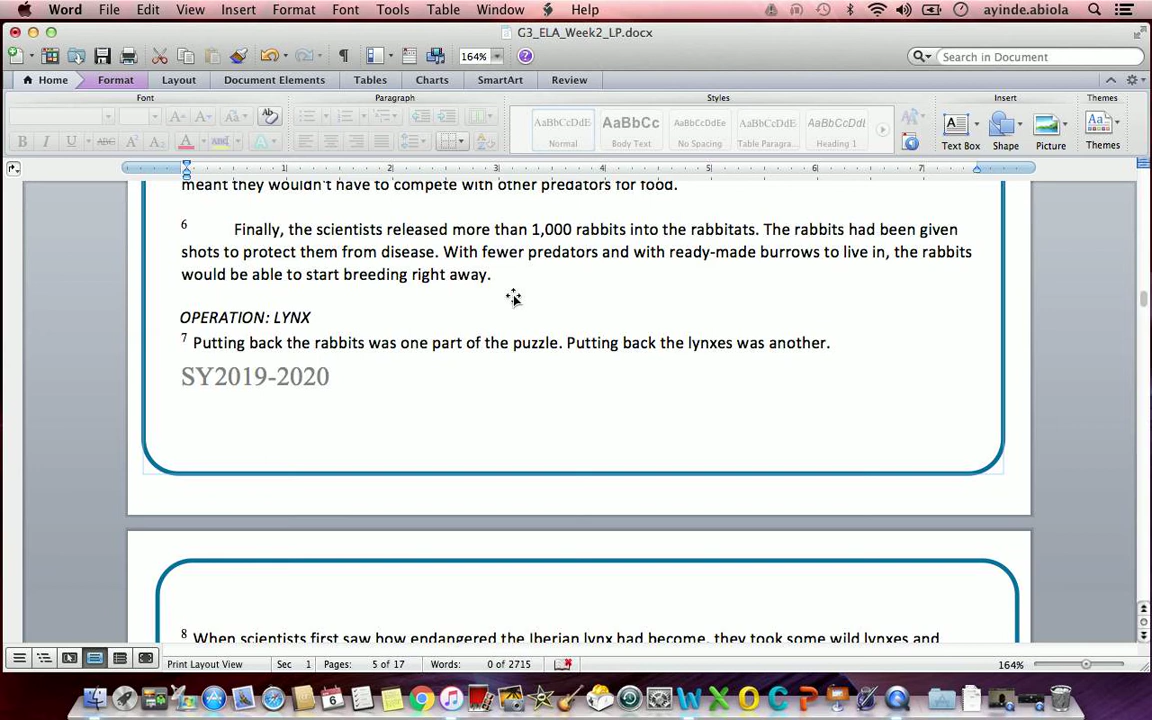 Word File Edit View Insert Format Font Tools Table Window Help ayinde.abiola
G3_ELA_Week2_LP.docx
164% Search in Document
Home Format Layout Document Elements Tables Charts SmartArt Review
Font Paragraph Styles Insert Themes
AaBbCcDdE AaBbCc AaBbCcDdEe AaBbCcDdE AaBbCcDdI
Normal Body Text No Spacing Table Paragra... Heading 1 Text Box Shape Picture Themes
1 2 3 4 5 6 7
meant they wouldn't have to compete with other predators for food.
6 Finally, the scientists released more than 1,000 rabbits into the rabbitats. The rabbits had been given
shots to protect them from disease. With fewer predators and with ready-made burrows to live in, the rabbits
would be able to start breeding right away.
OPERATION: LYNX
7 Putting back the rabbits was one part of the puzzle. Putting back the lynxes was another.
SY2019-2020
8 When scientists first saw how endangered the Iberian lynx had become, they took some wild lynxes and
Print Layout View Sec 1 Pages: 5 of 17 Words: 0 of 2715 164%